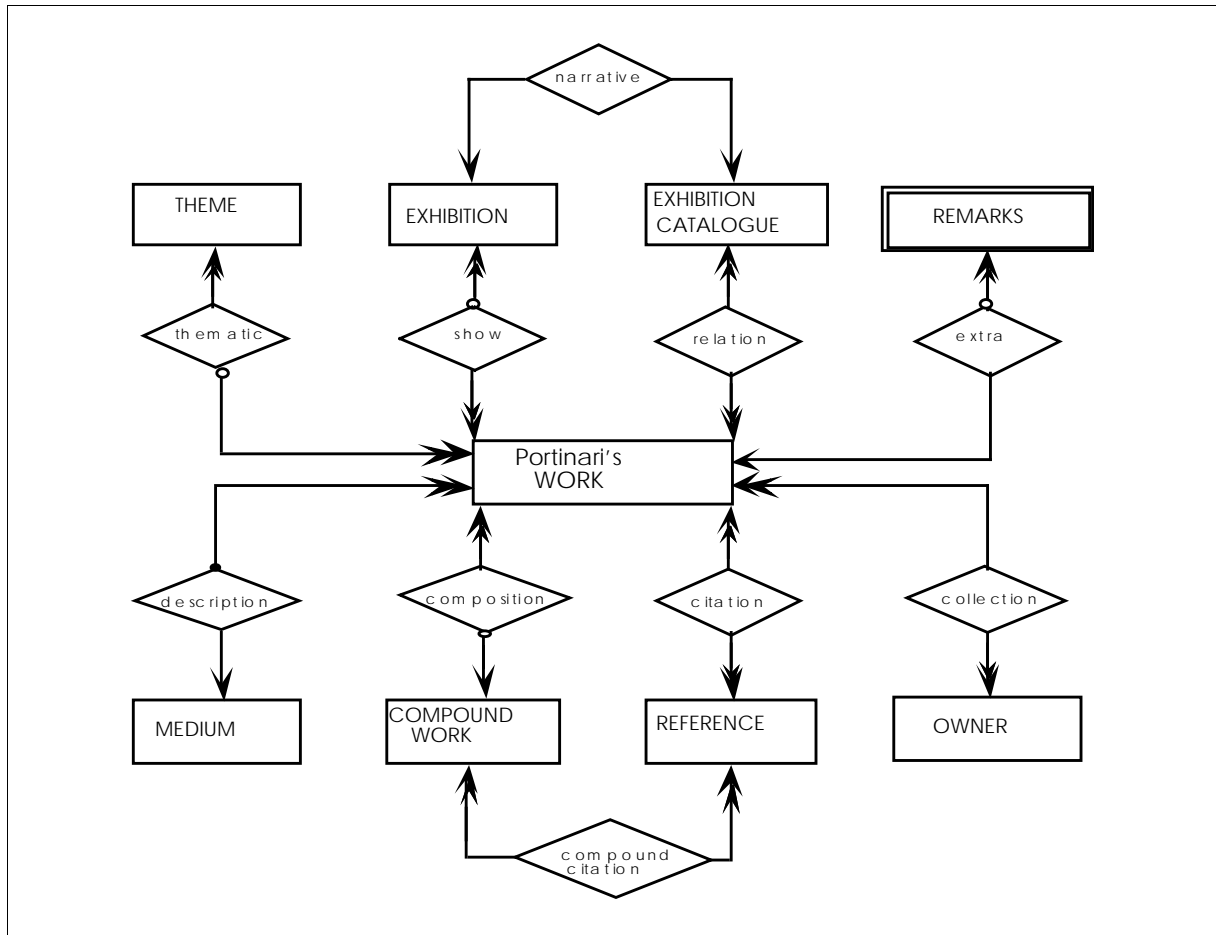 narrative
THEME
EXHIBITION
EXHIBITION
CATALOGUE
REMARKS
thematic
show
relation
extra
Portinari's
WORK
description
composition
citation
collection
MEDIUM
COMPOUND
WORK
REFERENCE
OWNER
compound
citation